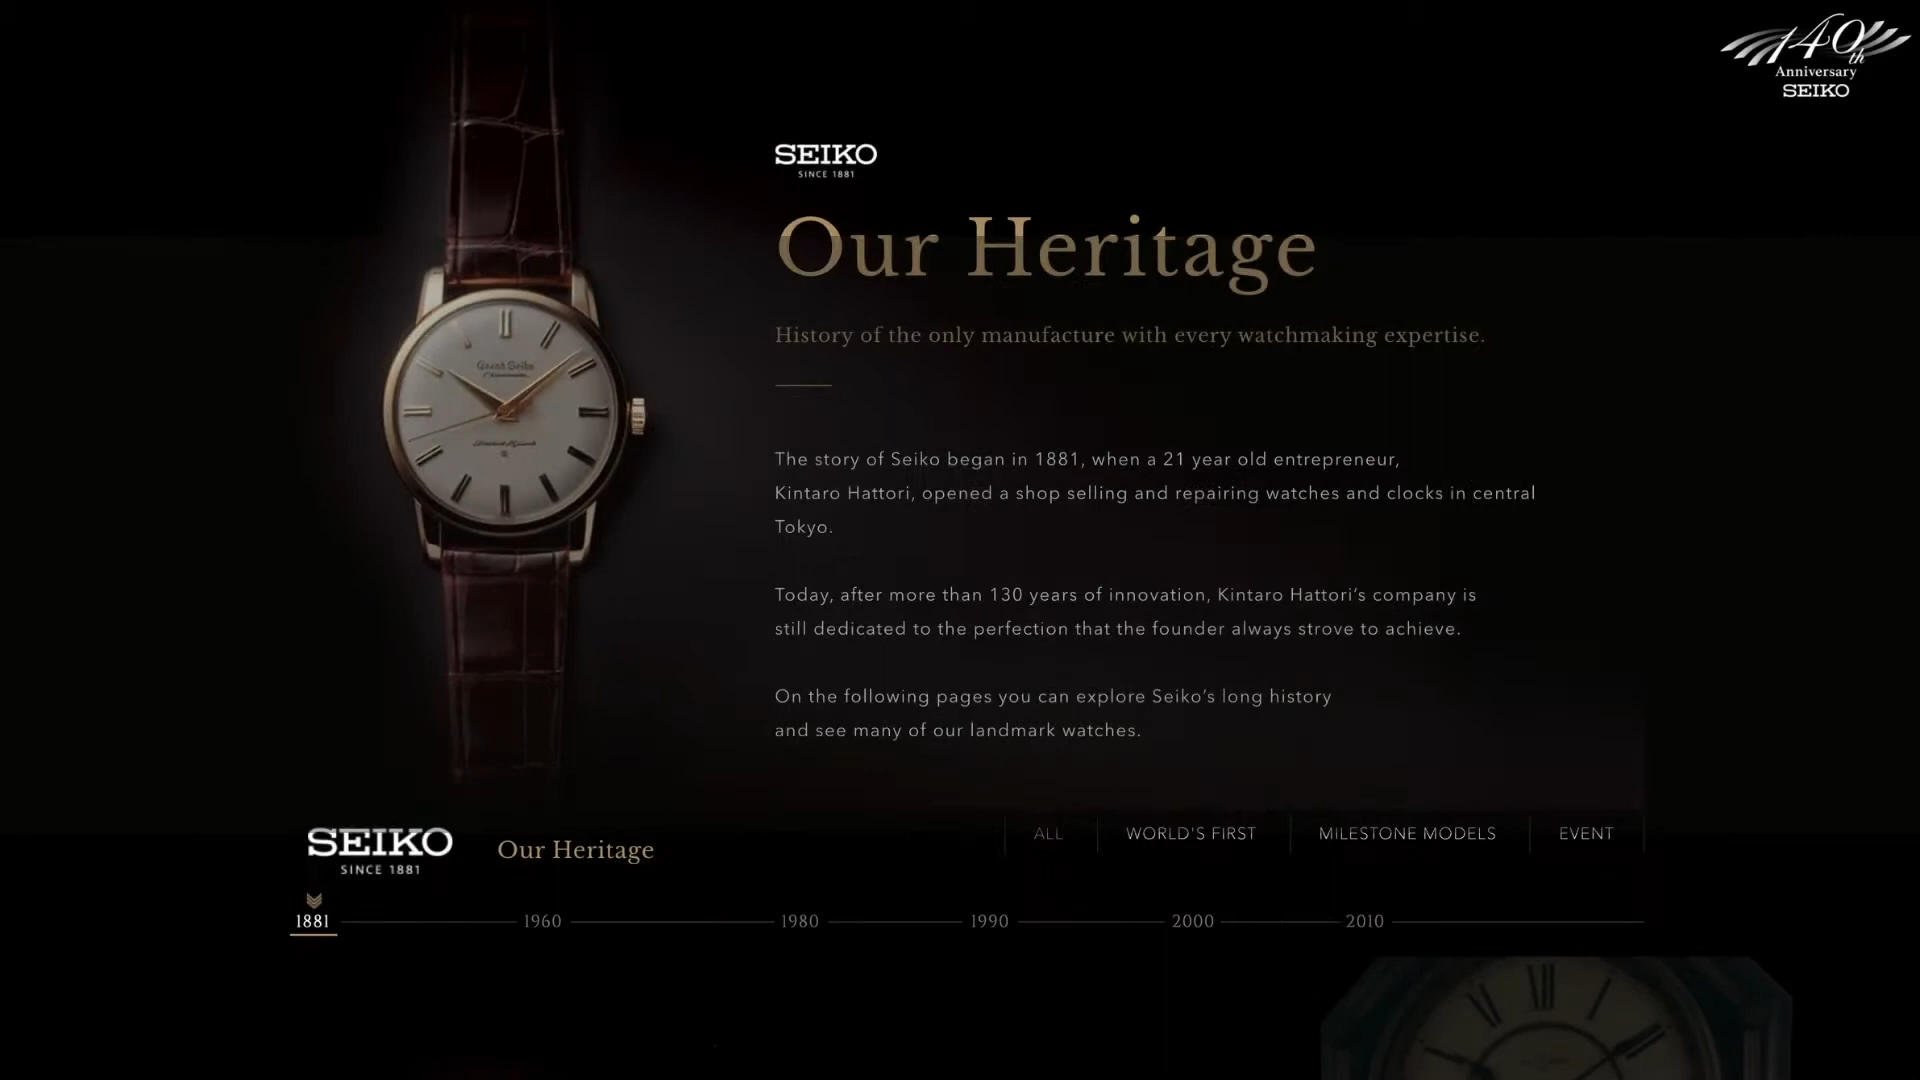 140th
Anniversary
SEIKO
SEIKO
SINCE 1881
Our Heritage
History of the only manufacture with every watchmaking expertise.
Grand Seiko
The story of Seiko began in 1881, when a 21 year old entrepreneur,
Kintaro Hattori, opened a shop selling and repairing watches and clocks in central
Tokyo.
Today, after more than 130 years of innovation, Kintaro Hattori’s company is
still dedicated to the perfection that the founder always strove to achieve.
On the following pages you can explore Seiko’s long history
and see many of our landmark watches.
SEIKO
SINCE 1881
Our Heritage
ALL WORLD'S FIRST MILESTONE MODELS EVENT
1881 1960 1980 1990 2000 2010